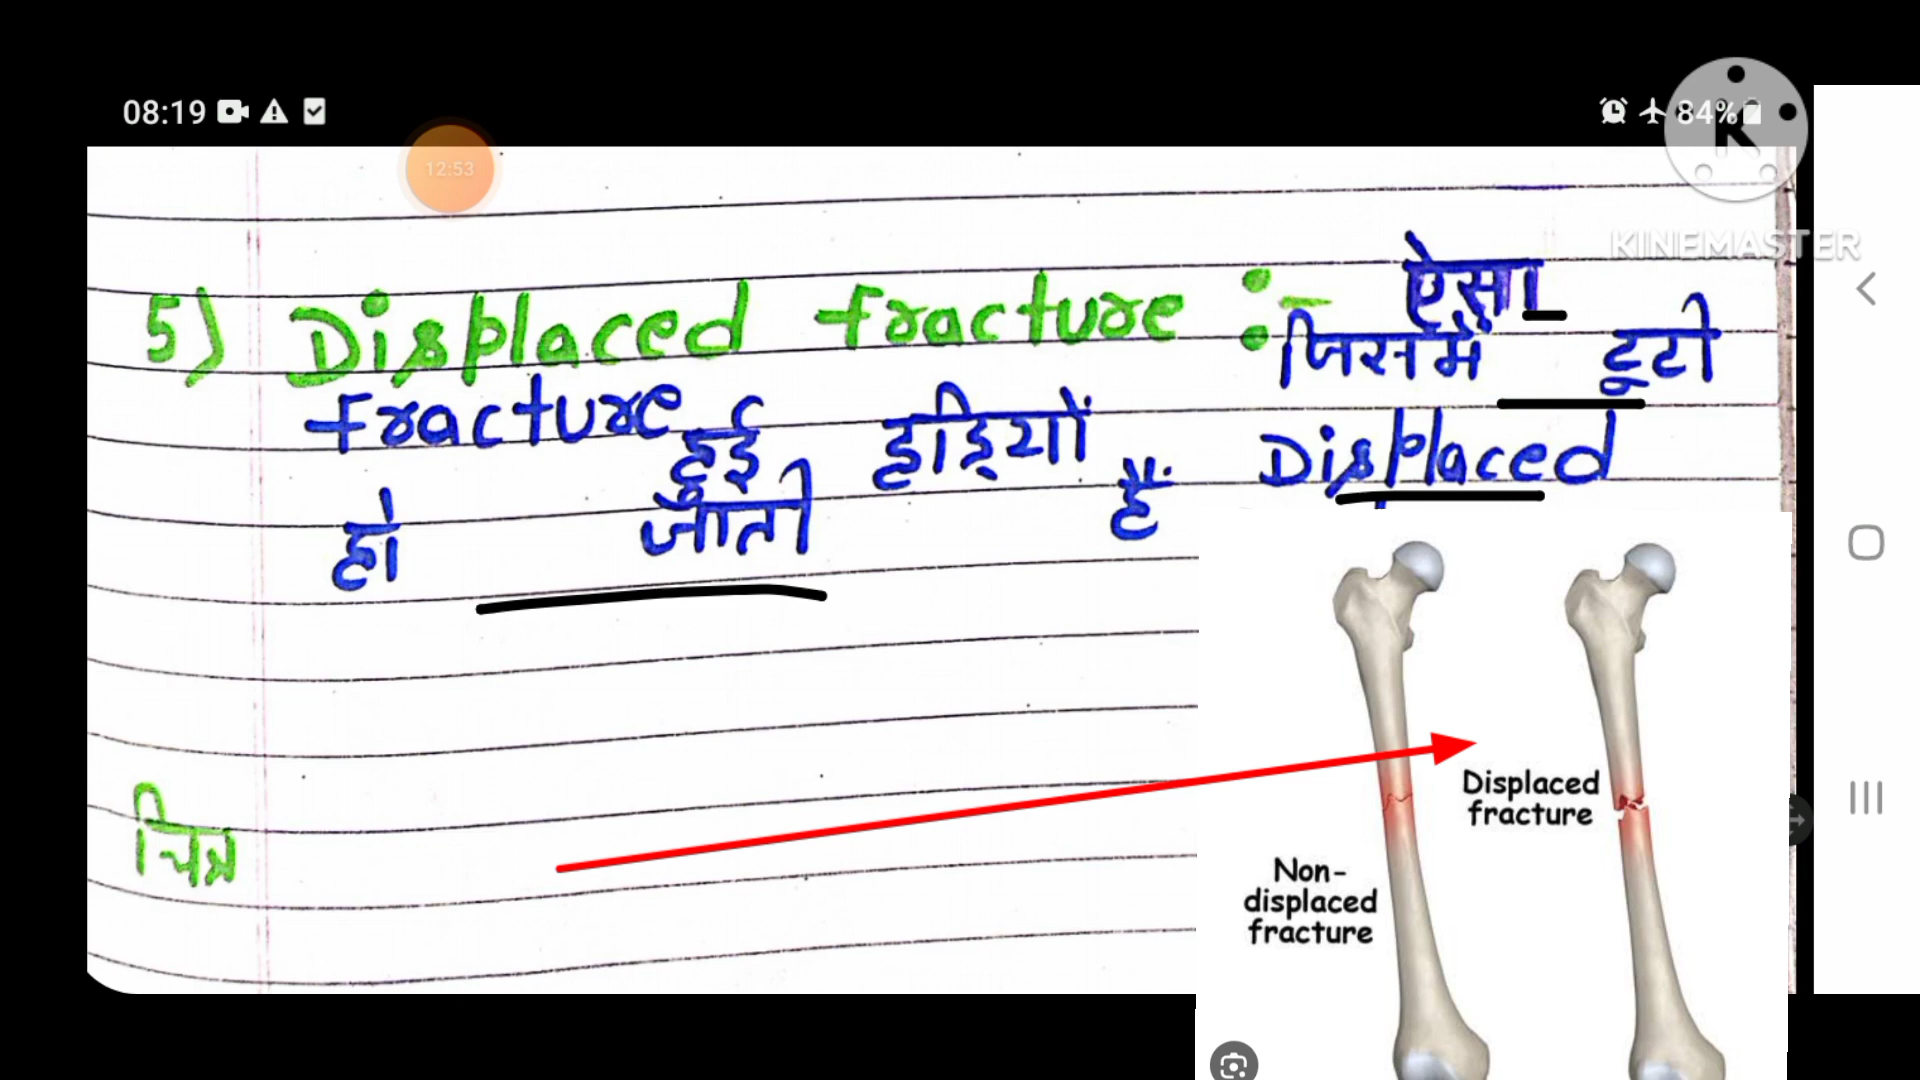 08:19
84%
12:53
KINEMASTER
5) Displaced fracture :- ऐसा
fracture जिसमें टूटी
हुई हड्डियों Displaced
हो जाती है
Displaced
fracture
Non-
displaced
fracture
चित्र